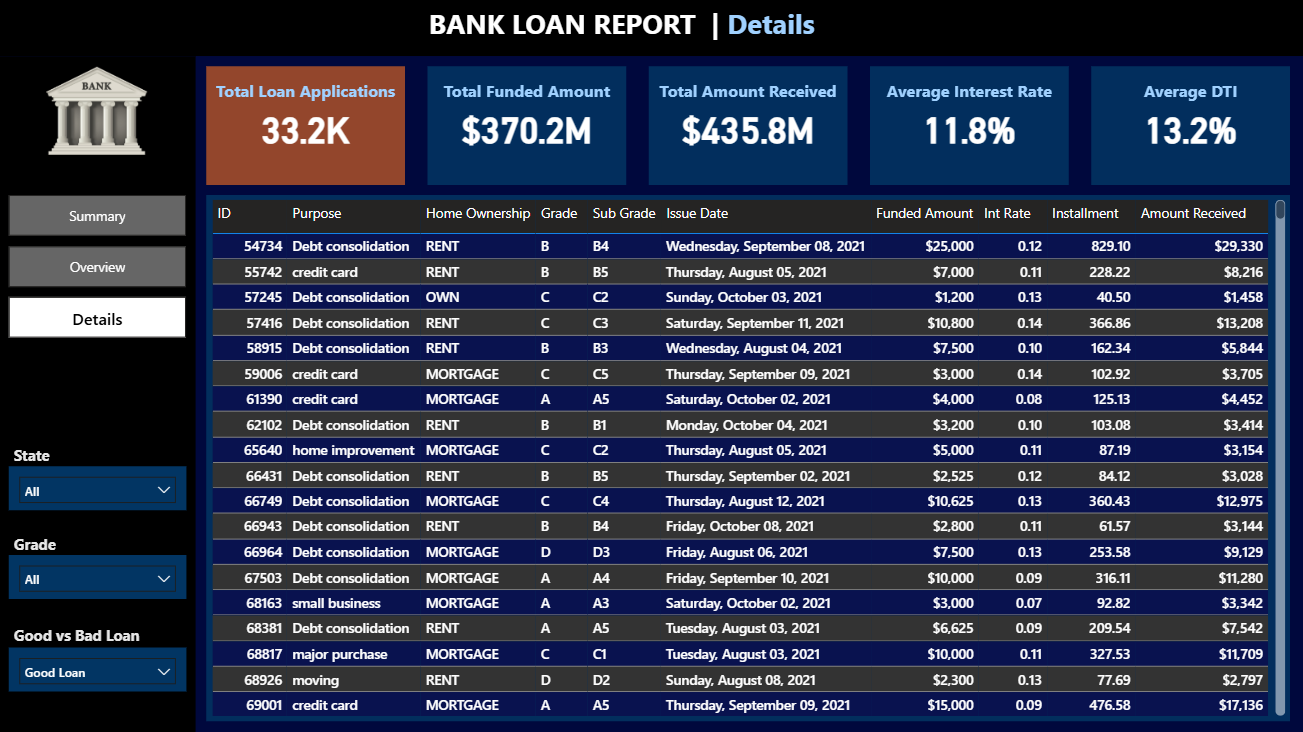 BANK LOAN REPORT | Details
BANK
Total Loan Applications
33.2K
Total Funded Amount
$370.2M
Total Amount Received
$435.8M
Average Interest Rate
11.8%
Average DTI
13.2%
Summary
Overview
Details
State
All
Grade
All
Good vs Bad Loan
Good Loan
ID Purpose Home Ownership Grade Sub Grade Issue Date Funded Amount Int Rate Installment Amount Received
54734 Debt consolidation RENT B B4 Wednesday, September 08, 2021 $25,000 0.12 829.10 $29,330
55742 credit card RENT B B5 Thursday, August 05, 2021 $7,000 0.11 228.22 $8,216
57245 Debt consolidation OWN C C2 Sunday, October 03, 2021 $1,200 0.13 40.50 $1,458
57416 Debt consolidation RENT C C3 Saturday, September 11, 2021 $10,800 0.14 366.86 $13,208
58915 Debt consolidation RENT B B3 Wednesday, August 04, 2021 $7,500 0.10 162.34 $5,844
59006 credit card MORTGAGE C C5 Thursday, September 09, 2021 $3,000 0.14 102.92 $3,705
61390 credit card MORTGAGE A A5 Saturday, October 02, 2021 $4,000 0.08 125.13 $4,452
62102 Debt consolidation RENT B B1 Monday, October 04, 2021 $3,200 0.10 103.08 $3,414
65640 home improvement MORTGAGE C C2 Thursday, August 05, 2021 $5,000 0.11 87.19 $3,154
66431 Debt consolidation RENT B B5 Thursday, September 02, 2021 $2,525 0.12 84.12 $3,028
66749 Debt consolidation MORTGAGE C C4 Thursday, August 12, 2021 $10,625 0.13 360.43 $12,975
66943 Debt consolidation RENT B B4 Friday, October 08, 2021 $2,800 0.11 61.57 $3,144
66964 Debt consolidation MORTGAGE D D3 Friday, August 06, 2021 $7,500 0.13 253.58 $9,129
67503 Debt consolidation MORTGAGE A A4 Friday, September 10, 2021 $10,000 0.09 316.11 $11,280
68163 small business MORTGAGE A A3 Saturday, October 02, 2021 $3,000 0.07 92.82 $3,342
68381 Debt consolidation RENT A A5 Tuesday, August 03, 2021 $6,625 0.09 209.54 $7,542
68817 major purchase MORTGAGE C C1 Tuesday, August 03, 2021 $10,000 0.11 327.53 $11,709
68926 moving RENT D D2 Sunday, August 08, 2021 $2,300 0.13 77.69 $2,797
69001 credit card MORTGAGE A A5 Thursday, September 09, 2021 $15,000 0.09 476.58 $17,136